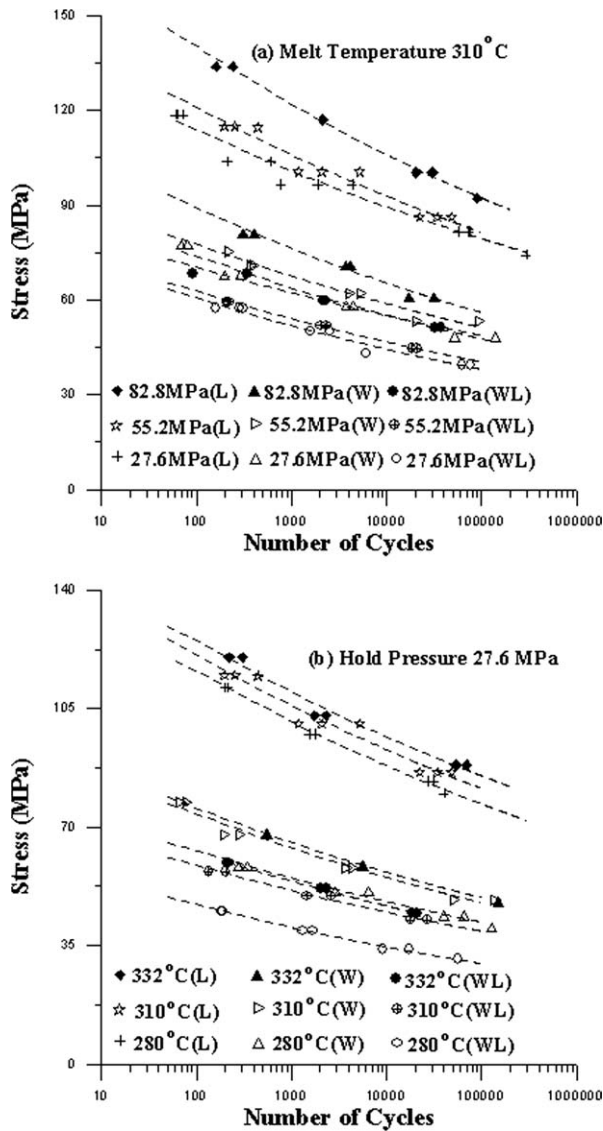 150
(a) Melt Temperature 310°C
120
90
60
30
0
Stress (MPa)
82.8MPa(L) 82.8MPa(W) 82.8MPa(WL)
55.2MPa(L) 55.2MPa(W) 55.2MPa(WL)
27.6MPa(L) 27.6MPa(W) 27.6MPa(WL)
10 100 1000 10000 100000 1000000
Number of Cycles
140
(b) Hold Pressure 27.6 MPa
105
70
35
0
Stress (MPa)
332°C(L) 332°C(W) 332°C(WL)
310°C(L) 310°C(W) 310°C(WL)
280°C(L) 280°C(W) 280°C(WL)
10 100 1000 10000 100000 1000000
Number of Cycles